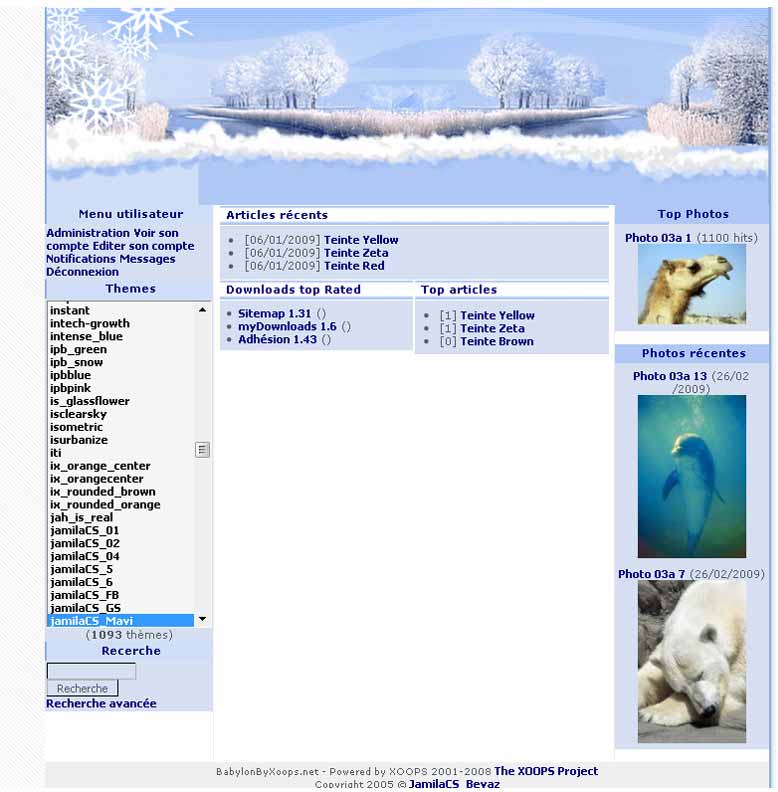 Menu utilisateur
Administration Voir son
compte Editer son compte
Notifications Messages
Déconnexion
Themes
instant
intech-growth
intense_blue
ipb_green
ipb_snow
ipbblue
ipbpink
is_glassflower
isclearsky
isometric
isurbanize
iti
ix_orange_center
ix_orangecenter
ix_rounded_brown
ix_rounded_orange
jah_is_real
jamilaCS_01
jamilaCS_02
jamilaCS_04
jamilaCS_5
jamilaCS_6
jamilaCS_FB
jamilaCS_GS
jamilaCS_Mavi
(1093 thèmes)
Recerche
Recherche
Recherche avancée
Articles récents
[06/01/2009] Teinte Yellow
[06/01/2009] Teinte Zeta
[06/01/2009] Teinte Red
Downloads top Rated
Sitemap 1.31 ()
myDownloads 1.6 ()
Adhésion 1.43 ()
Top articles
[1] Teinte Yellow
[1] Teinte Zeta
[0] Teinte Brown
Top Photos
Photo 03a 1 (1100 hits)
Photos récentes
Photo 03a 13 (26/02
/2009)
Photo 03a 7 (26/02/2009)
BabylonByXoops.net - Powered by XOOPS 2001-2008 The XOOPS Project
Copyright 2005 © JamilaCS_Beyaz